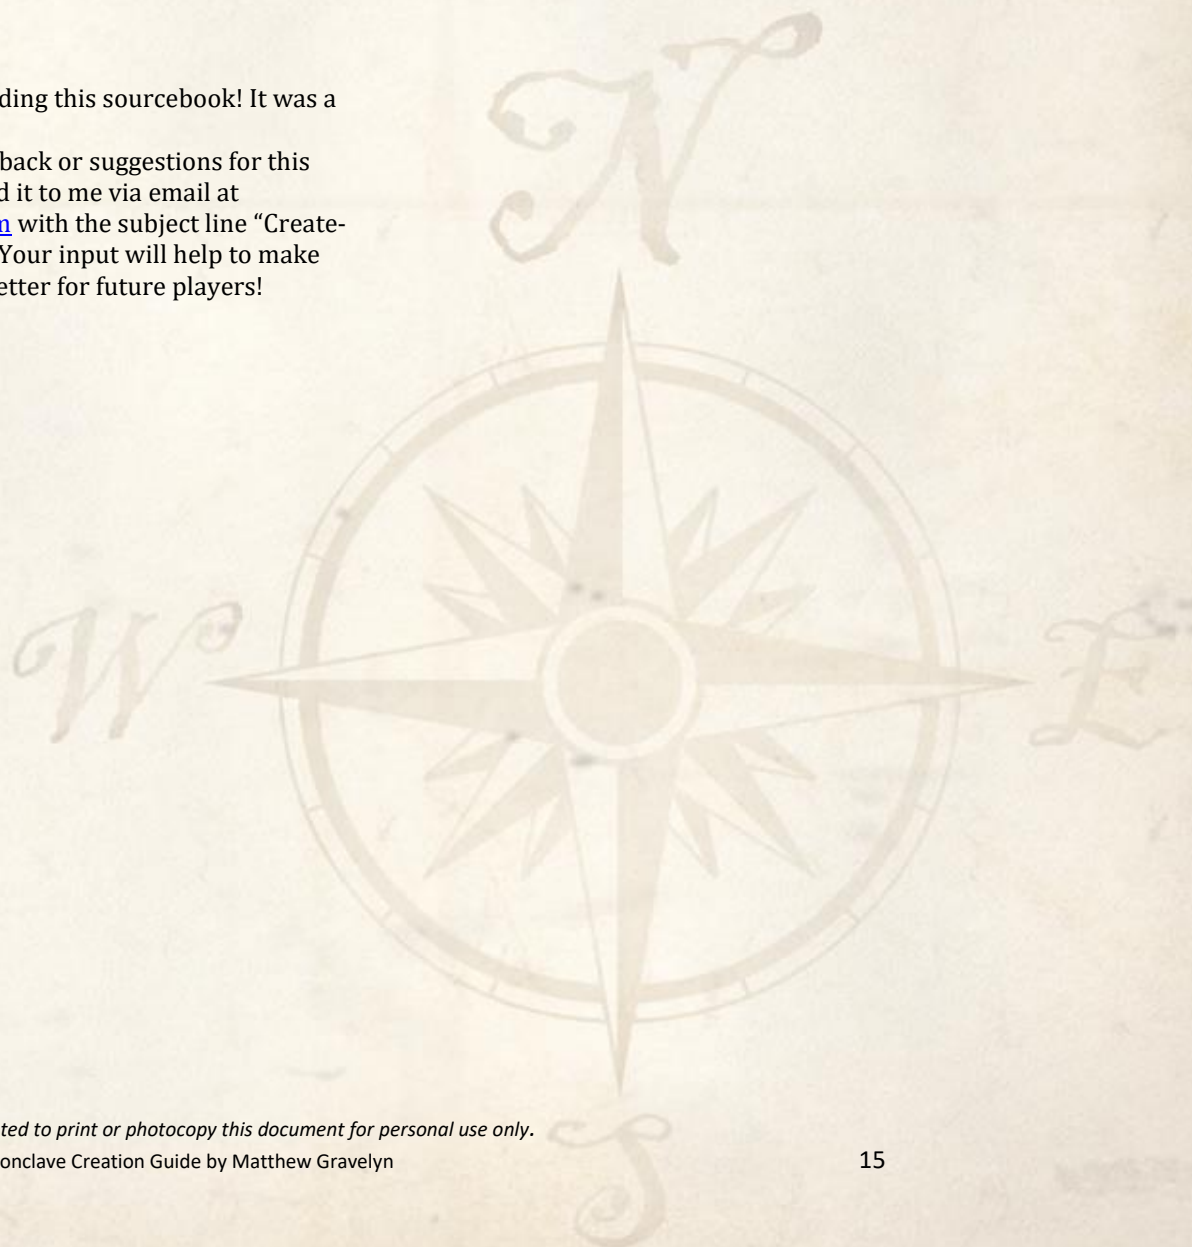 N
ding this sourcebook! It was a
back or suggestions for this
d it to me via email at
m with the subject line “Create-
Your input will help to make
etter for future players!
W
E
ted to print or photocopy this document for personal use only.
onclave Creation Guide by Matthew Gravelyn 15
S